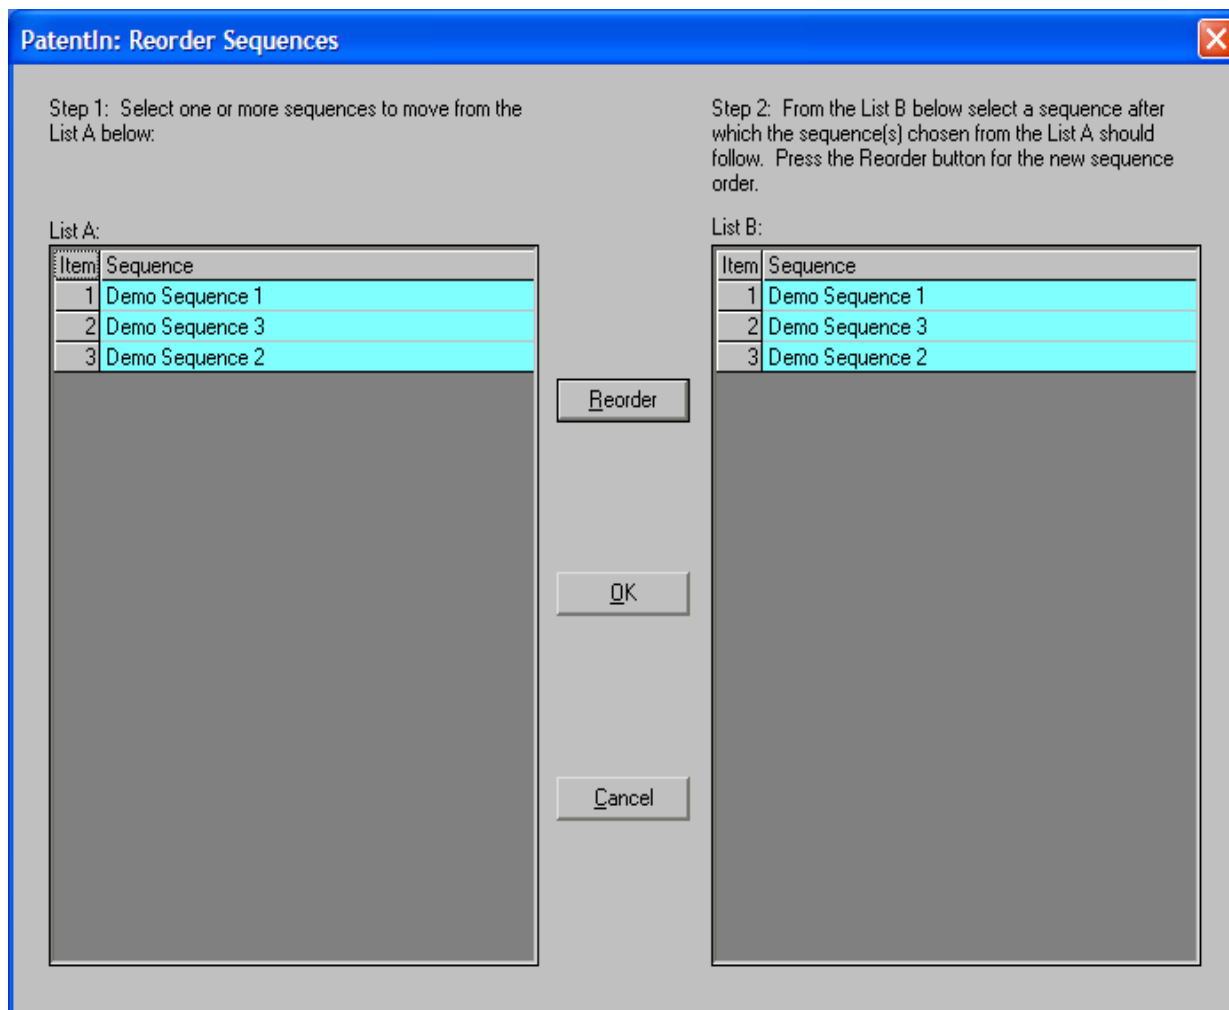 PatentIn: Reorder Sequences
Step 1: Select one or more sequences to move from the
List A below:
Step 2: From the List B below select a sequence after
which the sequence(s) chosen from the List A should
follow. Press the Reorder button for the new sequence
order.
List A:
Item Sequence
1 Demo Sequence 1
2 Demo Sequence 3
3 Demo Sequence 2
Reorder
OK
Cancel
List B:
Item Sequence
1 Demo Sequence 1
2 Demo Sequence 3
3 Demo Sequence 2